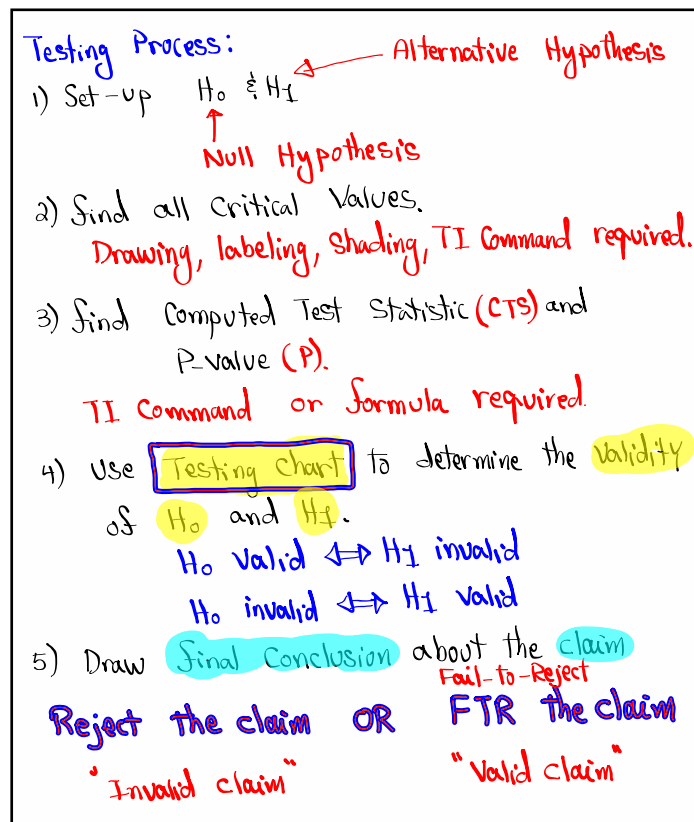 Testing Process:
Alternative Hypothesis
1) Set-up H₀ & H1
Null Hypothesis
2) find all Critical Values.
Drawing, labeling, Shading, TI Command required.
3) find Computed Test Statistic (CTS) and
P-value (P).
TI Command or formula required.
4) Use Testing Chart to determine the Validity
of H₀ and H1.
H₀ Valid ⇔ H1 invalid
H₀ invalid ⇔ H1 valid
5) Draw final Conclusion about the claim
Fail-to-Reject
Reject the claim OR FTR the claim
"Invalid claim" "Valid claim"